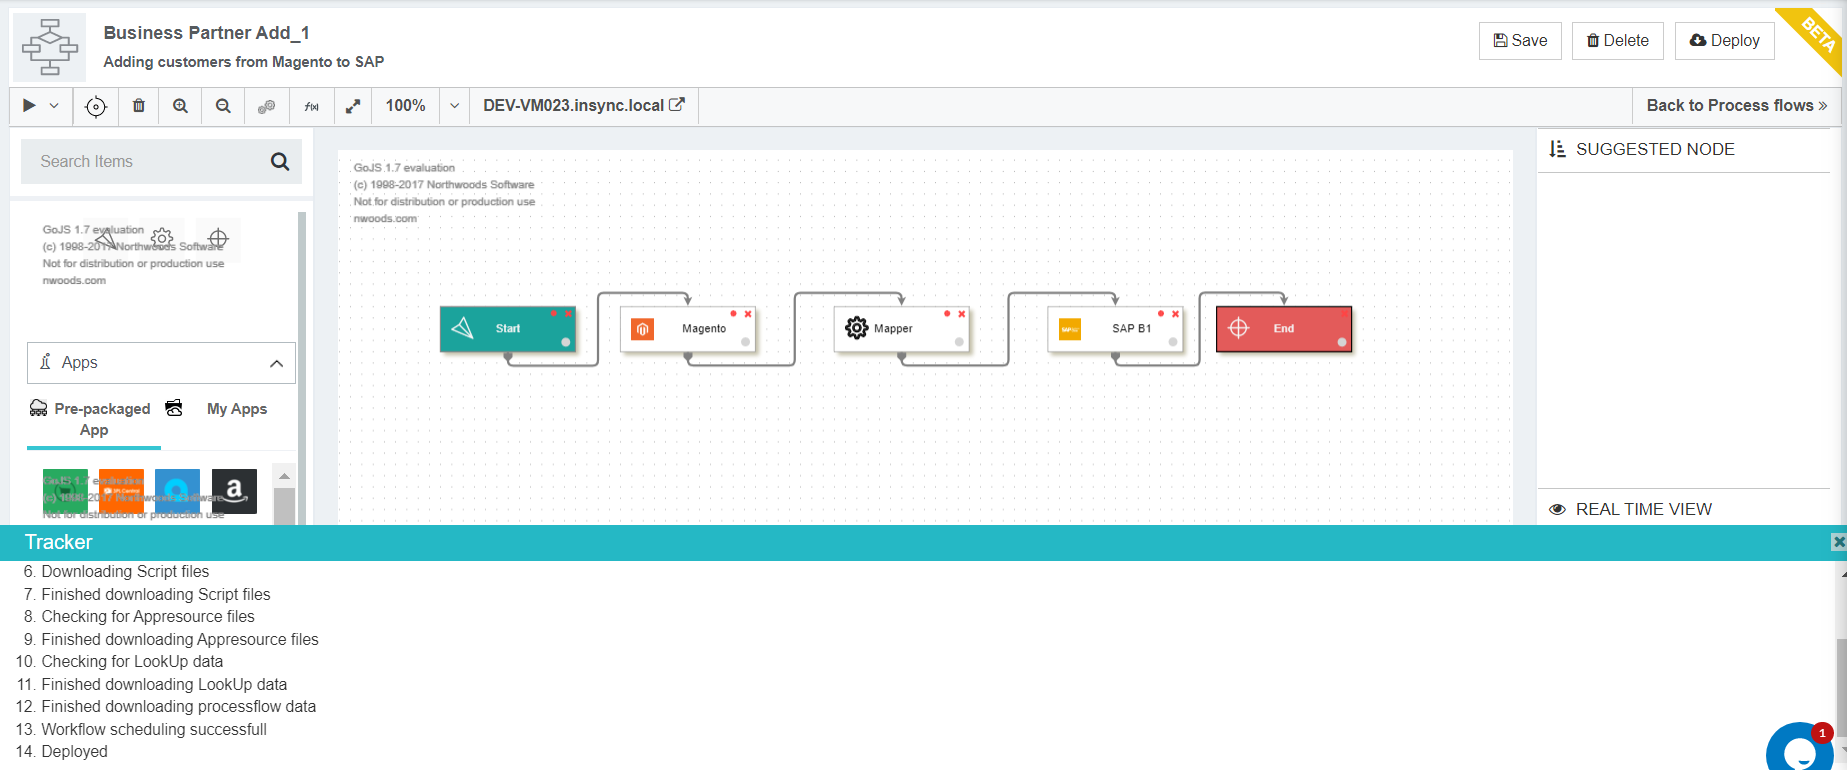 Business Partner Add_1
Adding customers from Magento to SAP
Save
Delete
Deploy
BETA
f(x)
100%
DEV-VM023.insync.local
Back to Process flows »
Search Items
GoJS 1.7 evaluation
(c) 1998-2017 Northwoods Software
Not for distribution or production use
nwoods.com
Apps
Pre-packaged
App
My Apps
GoJS 1.7 evaluation
(c) 1998-2017 Northwoods Software
Not for distribution or production use
a
GoJS 1.7 evaluation
(c) 1998-2017 Northwoods Software
Not for distribution or production use
nwoods.com
Start
Magento
Mapper
SAP B1
End
SUGGESTED NODE
REAL TIME VIEW
Tracker
6. Downloading Script files
7. Finished downloading Script files
8. Checking for Appresource files
9. Finished downloading Appresource files
10. Checking for LookUp data
11. Finished downloading LookUp data
12. Finished downloading processflow data
13. Workflow scheduling successfull
14. Deployed
1